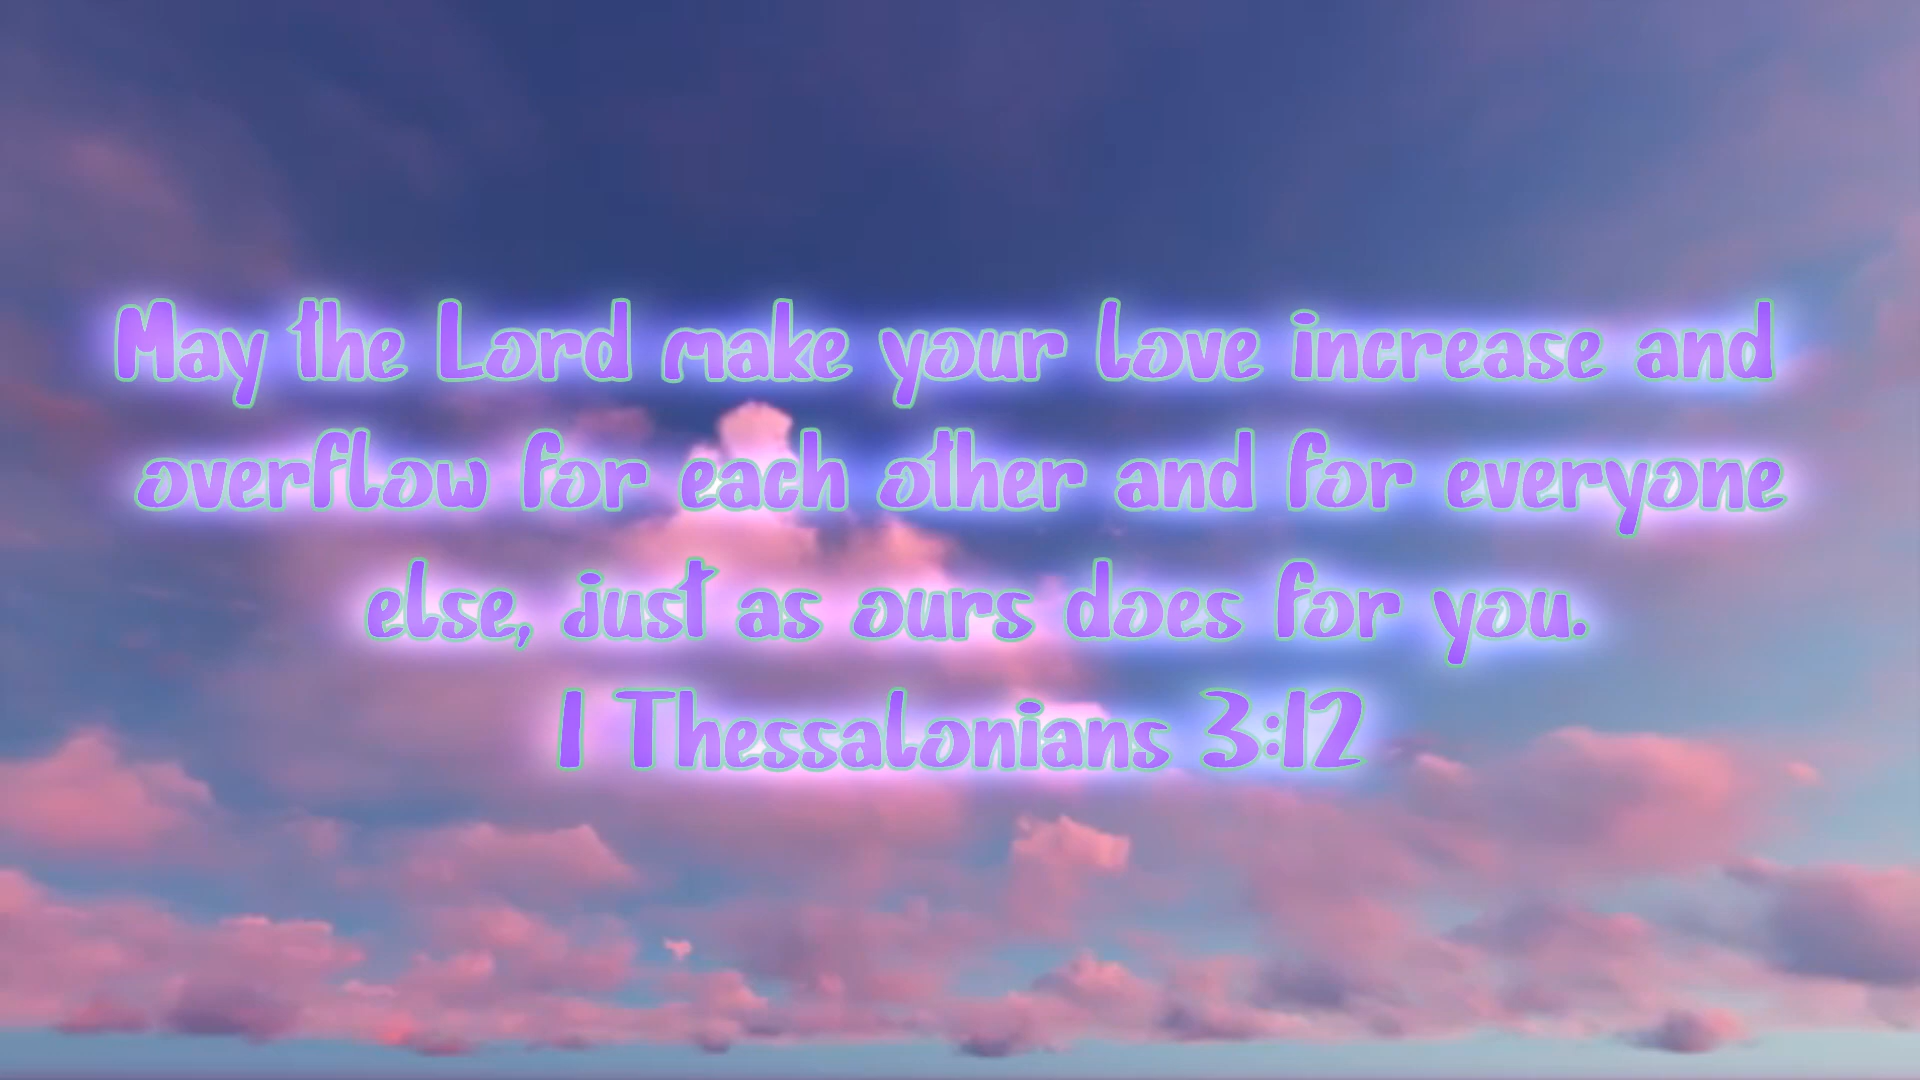 May the Lord make your love increase and
overflow for each other and for everyone
else, just as ours does for you.
1 Thessalonians 3:12